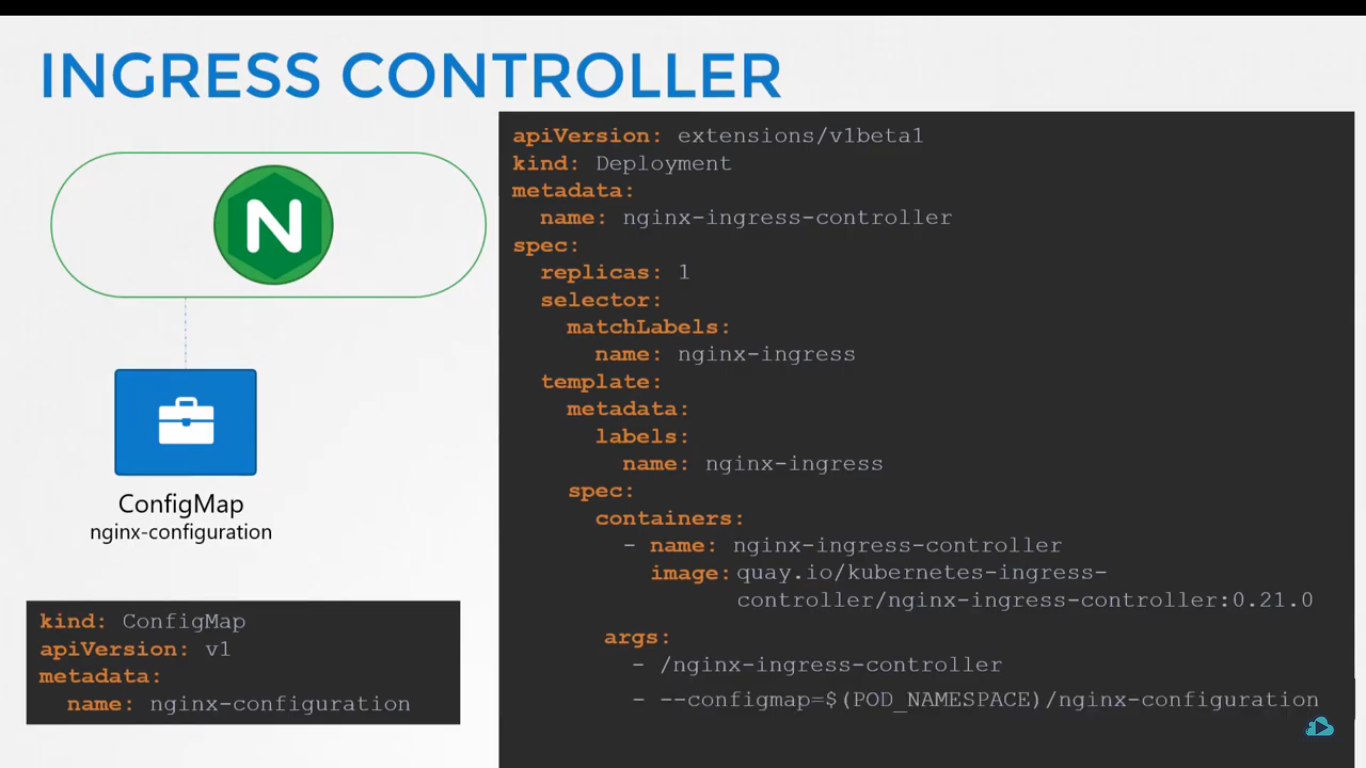 INGRESS CONTROLLER
N
ConfigMap
nginx-configuration
kind: ConfigMap
apiVersion: v1
metadata:
  name: nginx-configuration
apiVersion: extensions/v1beta1
kind: Deployment
metadata:
  name: nginx-ingress-controller
spec:
  replicas: 1
  selector:
    matchLabels:
      name: nginx-ingress
  template:
    metadata:
      labels:
        name: nginx-ingress
    spec:
      containers:
        - name: nginx-ingress-controller
          image: quay.io/kubernetes-ingress-
                 controller/nginx-ingress-controller:0.21.0
      args:
        - /nginx-ingress-controller
        - --configmap=$(POD_NAMESPACE)/nginx-configuration